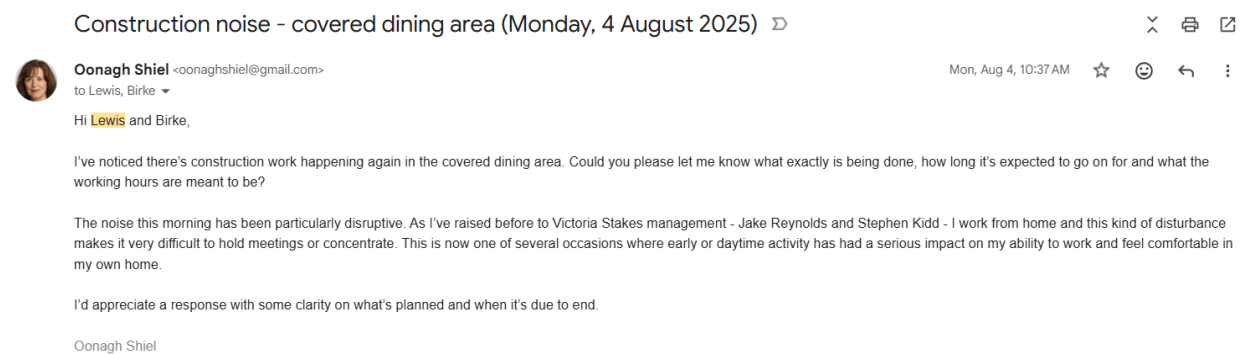 Construction noise - covered dining area (Monday, 4 August 2025)
Oonagh Shiel <oonaghshiel@gmail.com>
Mon, Aug 4, 10:37 AM
to Lewis, Birke
Hi Lewis and Birke,
I've noticed there's construction work happening again in the covered dining area. Could you please let me know what exactly is being done, how long it's expected to go on for and what the
working hours are meant to be?
The noise this morning has been particularly disruptive. As I've raised before to Victoria Stakes management - Jake Reynolds and Stephen Kidd - I work from home and this kind of disturbance
makes it very difficult to hold meetings or concentrate. This is now one of several occasions where early or daytime activity has had a serious impact on my ability to work and feel comfortable in
my own home.
I'd appreciate a response with some clarity on what's planned and when it's due to end.
Oonagh Shiel